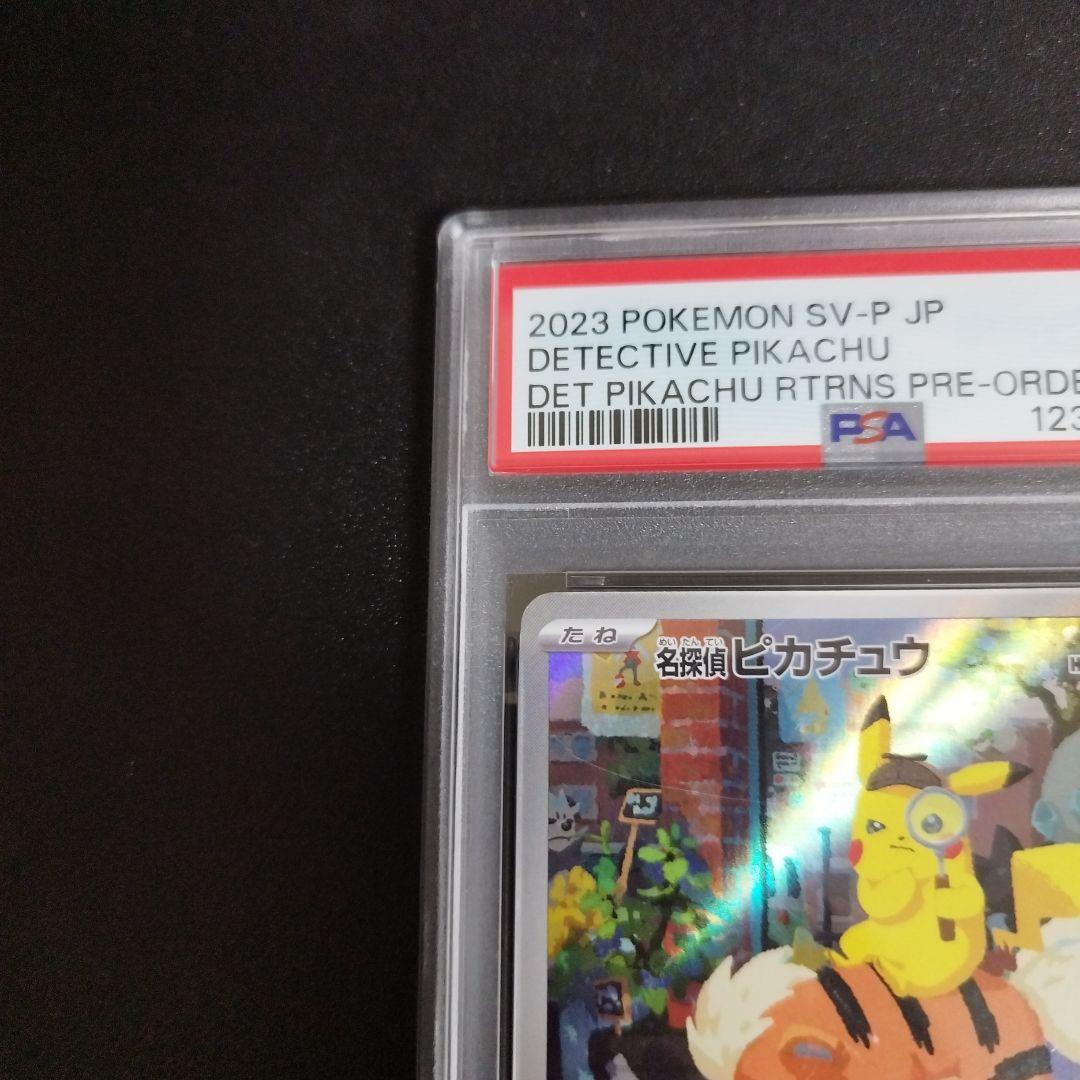 2023 POKEMON SV-P JP
DETECTIVE PIKACHU
DET PIKACHU RTRNS PRE-ORDE
PSA
123
たね
めいたんてい
名探偵ピカチュウ
H